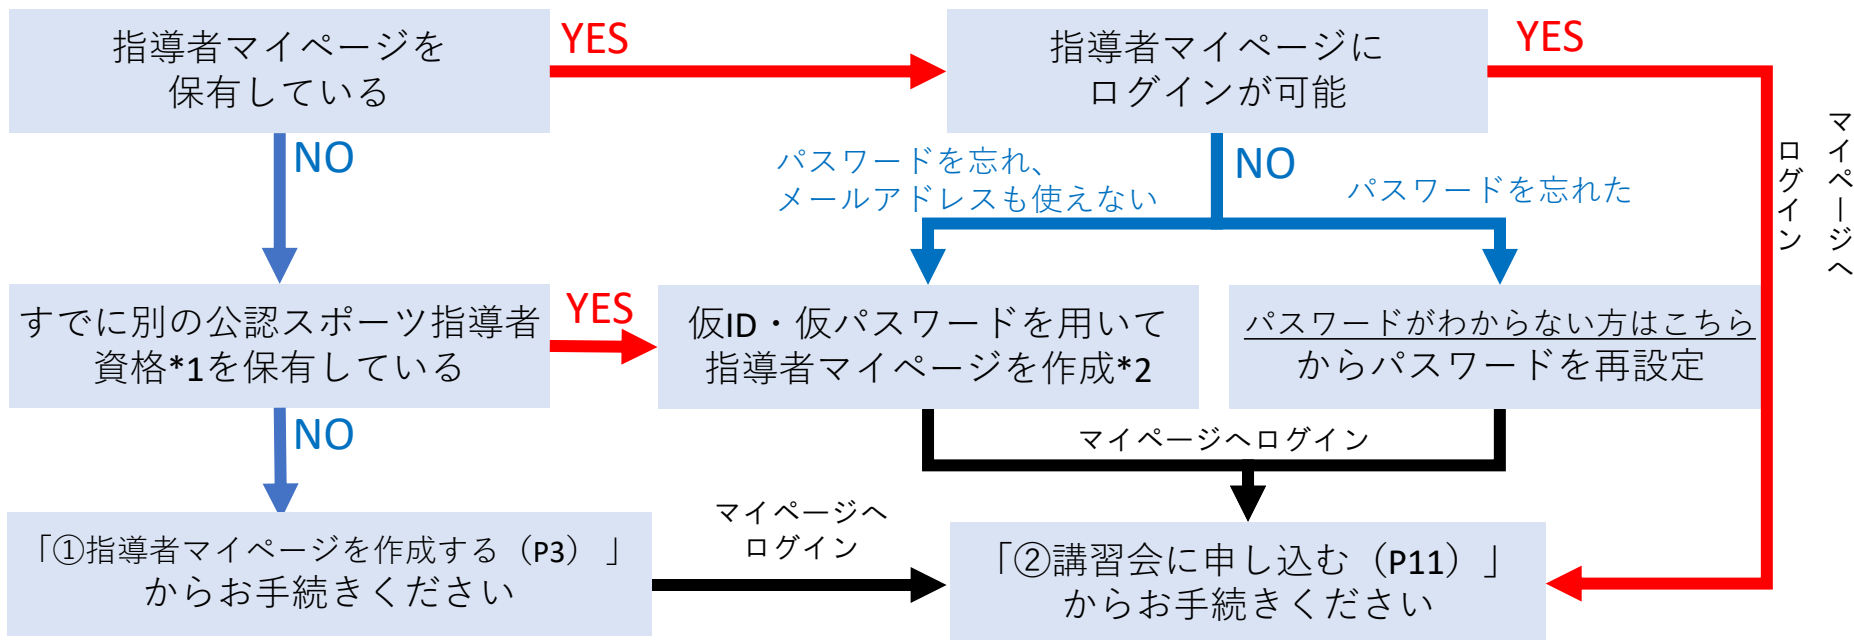 指導者マイページを
保有している
YES
指導者マイページに
ログインが可能
YES
マイページへ
ログイン
NO
パスワードを忘れ、
メールアドレスも使えない
NO
パスワードを忘れた
すでに別の公認スポーツ指導者
資格*1を保有している
YES
仮ID・仮パスワードを用いて
指導者マイページを作成*2
パスワードがわからない方はこちら
からパスワードを再設定
NO
マイページへログイン
「①指導者マイページを作成する（P3）」
からお手続きください
マイページへ
ログイン
「②講習会に申し込む（P11）」
からお手続きください